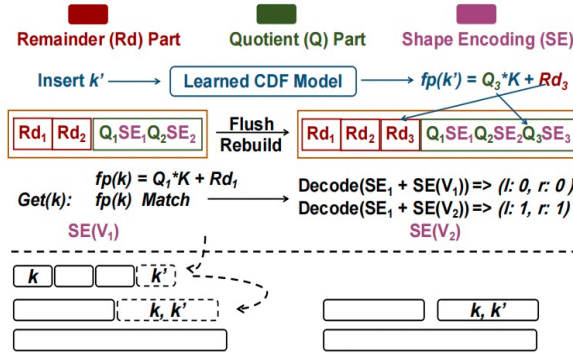 Remainder (Rd) Part Quotient (Q) Part Shape Encoding (SE)
Insert k' Learned CDF Model fp(k') = Q₃*K + Rd₃
Rd₁ Rd₂ Q₁SE₁Q₂SE₂ Flush Rebuild Rd₁ Rd₂ Rd₃ Q₁SE₁Q₂SE₂Q₃SE₃
fp(k) = Q₁*K + Rd₁ Decode(SE₁ + SE(V₁)) => (l: 0, r: 0 )
Get(k): fp(k) Match Decode(SE₁ + SE(V₂)) => (l: 1, r: 1)
SE(V₁) SE(V₂)
k k'
k, k' k, k'